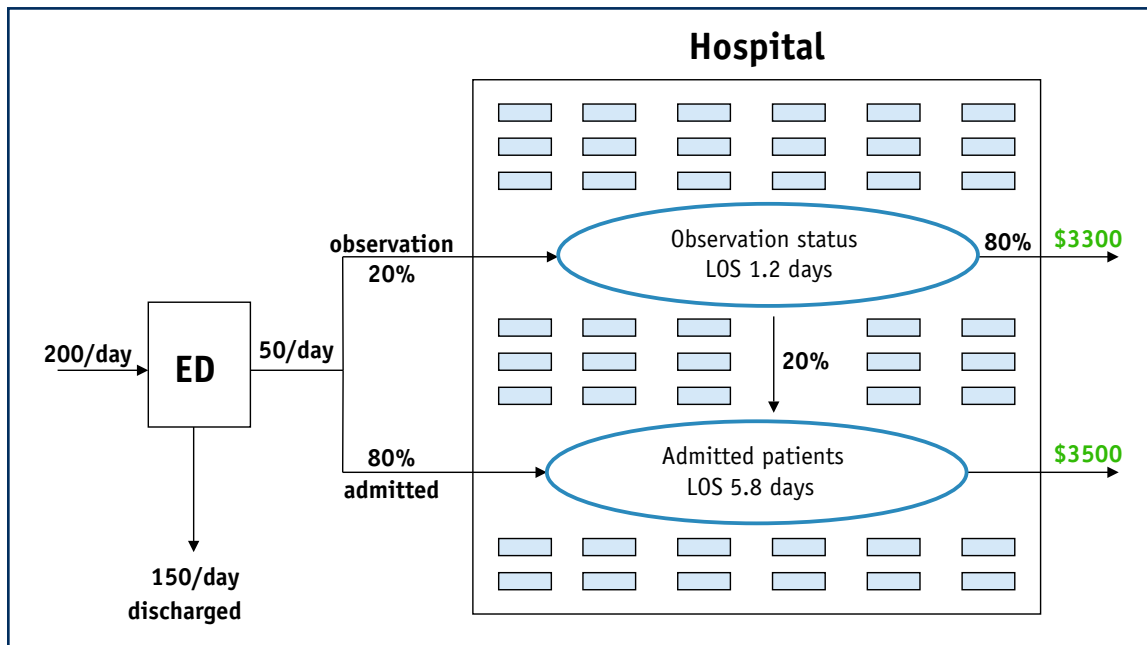 Hospital
observation
20%
Observation status
LOS 1.2 days
80%
$3300
200/day
ED
50/day
20%
80%
admitted
Admitted patients
LOS 5.8 days
$3500
150/day
discharged